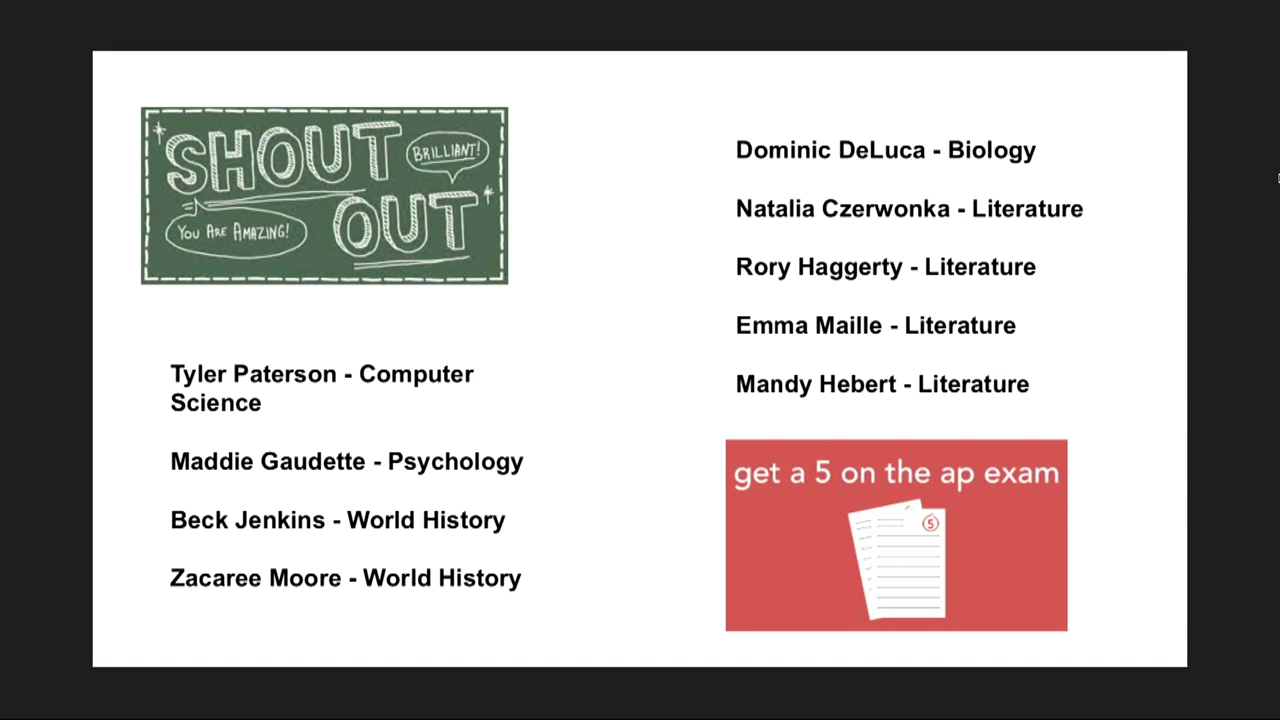 SHOUT
BRILLIANT!
OUT
YOU ARE AMAZING!
Tyler Paterson - Computer
Science
Maddie Gaudette - Psychology
Beck Jenkins - World History
Zacaree Moore - World History
Dominic DeLuca - Biology
Natalia Czerwonka - Literature
Rory Haggerty - Literature
Emma Maille - Literature
Mandy Hebert - Literature
get a 5 on the ap exam
5